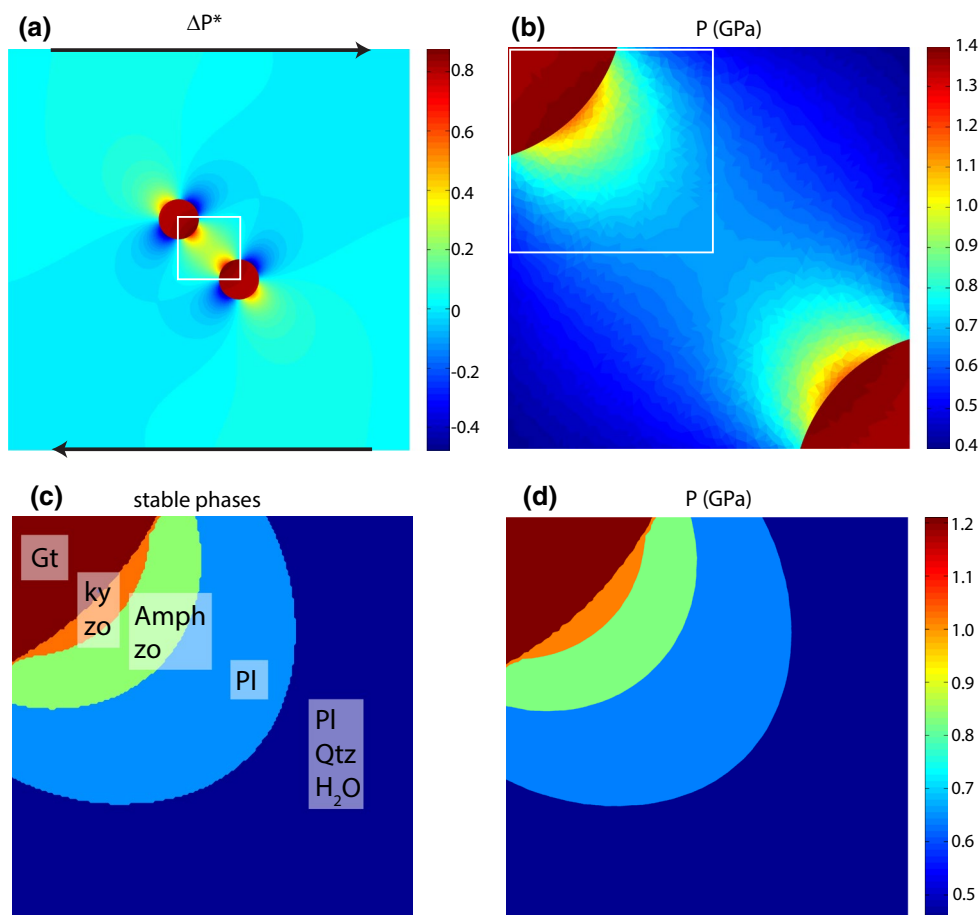 (a)
ΔP*
0.8
0.6
0.4
0.2
0
-0.2
-0.4
(b)
P (GPa)
1.4
1.3
1.2
1.1
1.0
0.9
0.8
0.7
0.6
0.5
0.4
(c)
stable phases
Gt
ky
zo
Amph
zo
Pl
Pl
Qtz
H₂O
(d)
P (GPa)
1.2
1.1
1.0
0.9
0.8
0.7
0.6
0.5